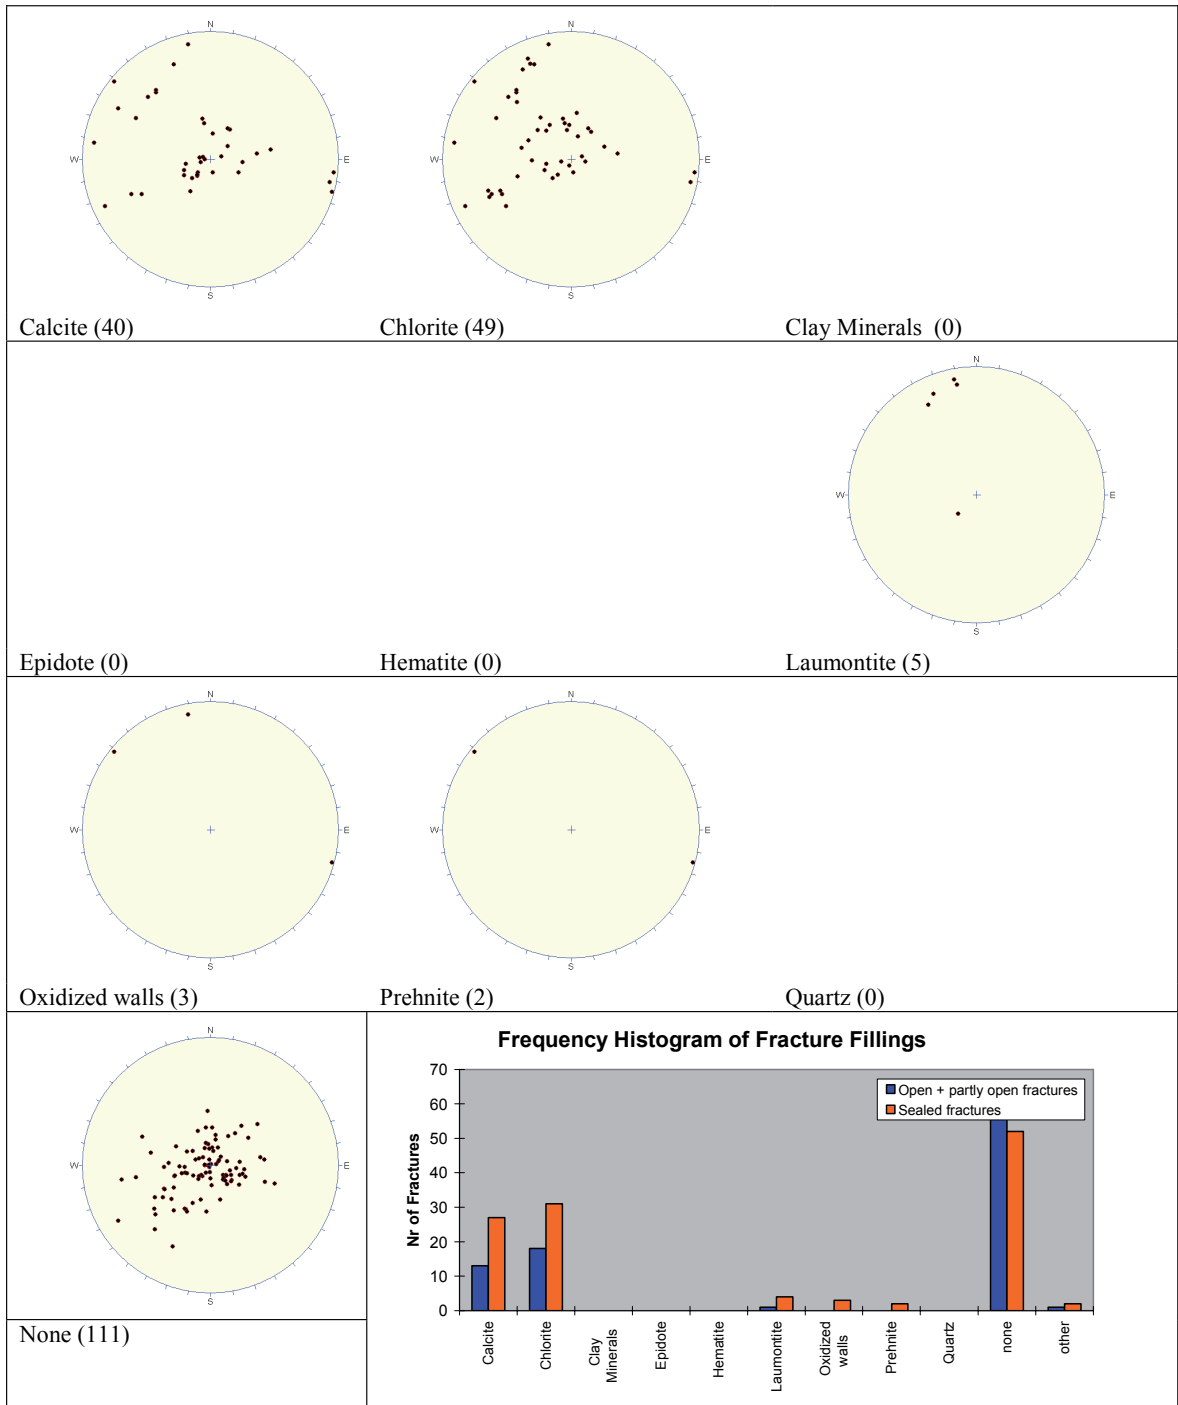 N
W
E
S
N
W
E
S
Calcite (40)
Chlorite (49)
Clay Minerals (0)
N
W
E
S
Epidote (0)
Hematite (0)
Laumontite (5)
N
W
E
S
N
W
E
S
Oxidized walls (3)
Prehnite (2)
Quartz (0)
N
W
E
S
None (111)
Frequency Histogram of Fracture Fillings
Nr of Fractures
70
60
50
40
30
20
10
0
Open + partly open fractures
Sealed fractures
Calcite
Chlorite
Clay
Minerals
Epidote
Hematite
Laumontite
Oxidized
walls
Prehnite
Quartz
none
other